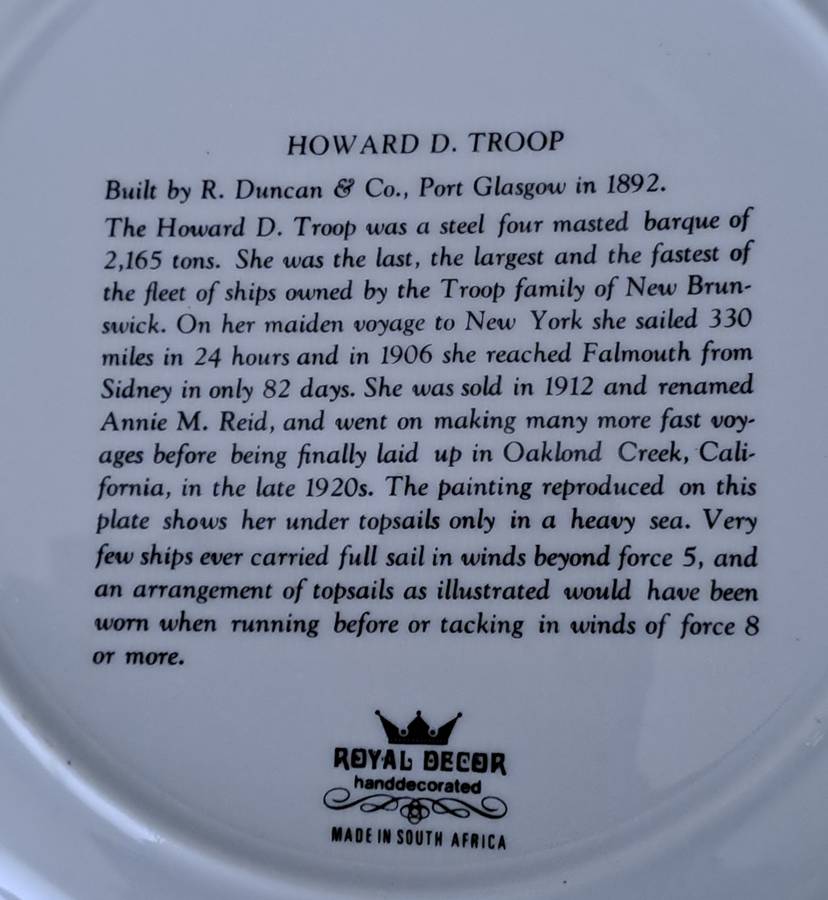 HOWARD D. TROOP
Built by R. Duncan & Co., Port Glasgow in 1892.
The Howard D. Troop was a steel four masted barque of
2,165 tons. She was the last, the largest and the fastest of
the fleet of ships owned by the Troop family of New Brun-
swick. On her maiden voyage to New York she sailed 330
miles in 24 hours and in 1906 she reached Falmouth from
Sidney in only 82 days. She was sold in 1912 and renamed
Annie M. Reid, and went on making many more fast voy-
ages before being finally laid up in Oaklond Creek, Cali-
fornia, in the late 1920s. The painting reproduced on this
plate shows her under topsails only in a heavy sea. Very
few ships ever carried full sail in winds beyond force 5, and
an arrangement of topsails as illustrated would have been
worn when running before or tacking in winds of force 8
or more.
ROYAL DECOR
handdecorated
MADE IN SOUTH AFRICA